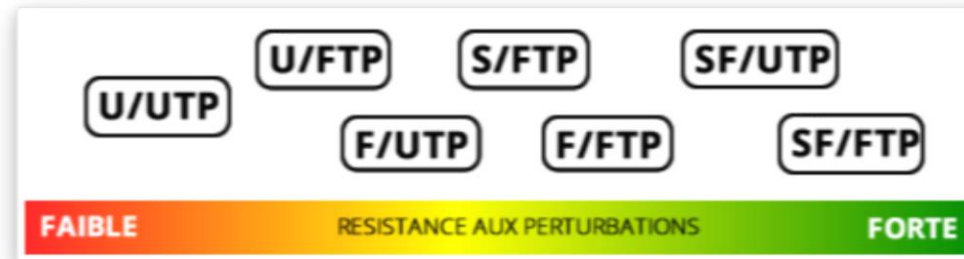 U/FTP S/FTP SF/UTP
U/UTP
F/UTP F/FTP SF/FTP
FAIBLE RESISTANCE AUX PERTURBATIONS FORTE